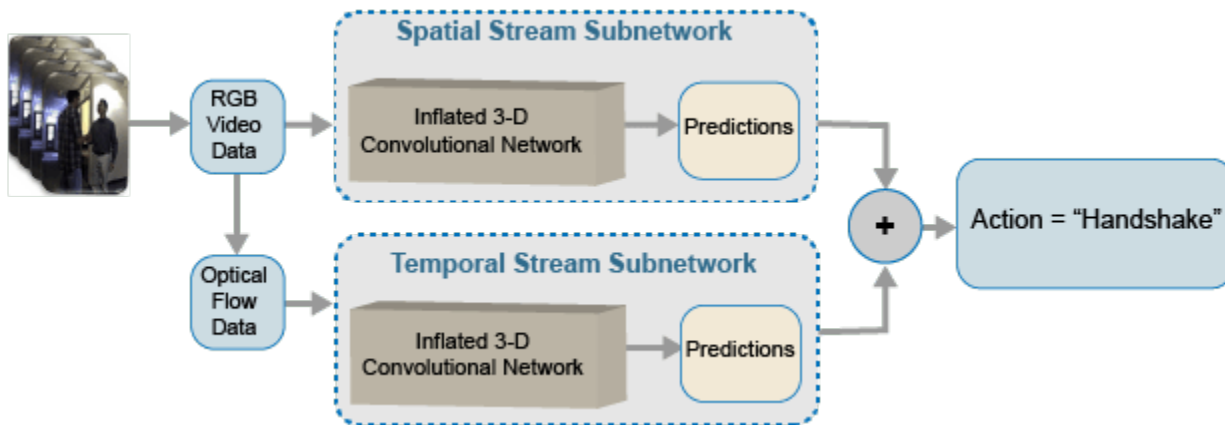 Spatial Stream Subnetwork
RGB
Video
Data
Inflated 3-D
Convolutional Network
Predictions
+
Action = “Handshake”
Temporal Stream Subnetwork
Optical
Flow
Data
Inflated 3-D
Convolutional Network
Predictions